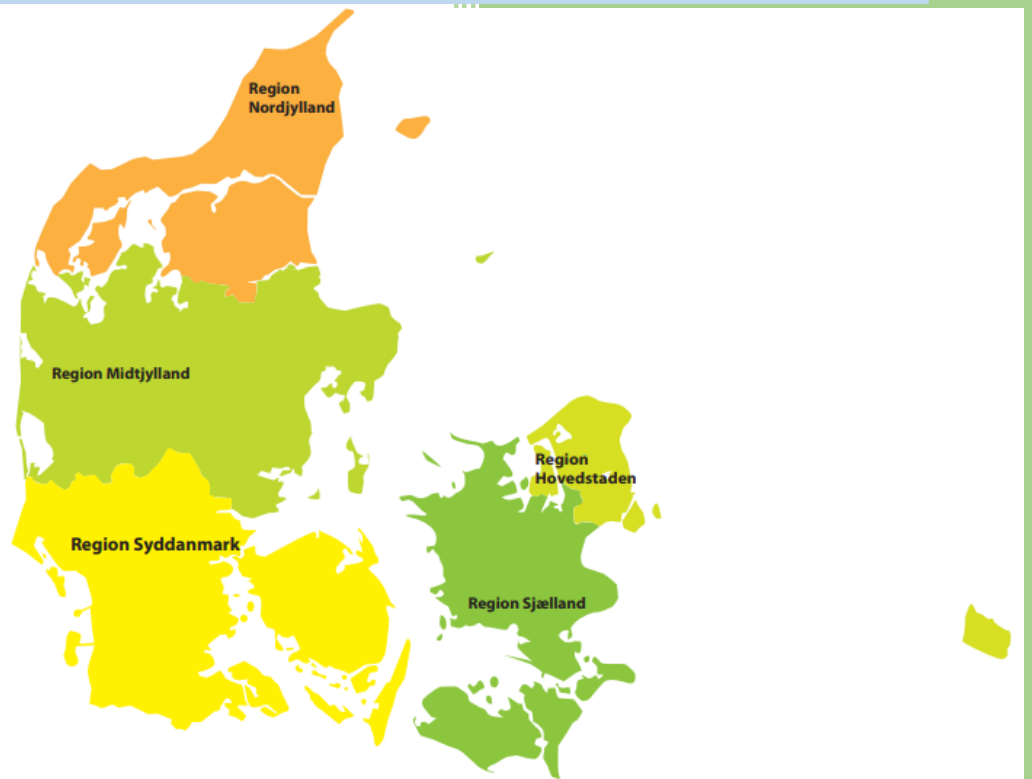 Region
Nordjylland
Region Midtjylland
Region
Hovedstaden
Region Syddanmark
Region Sjælland